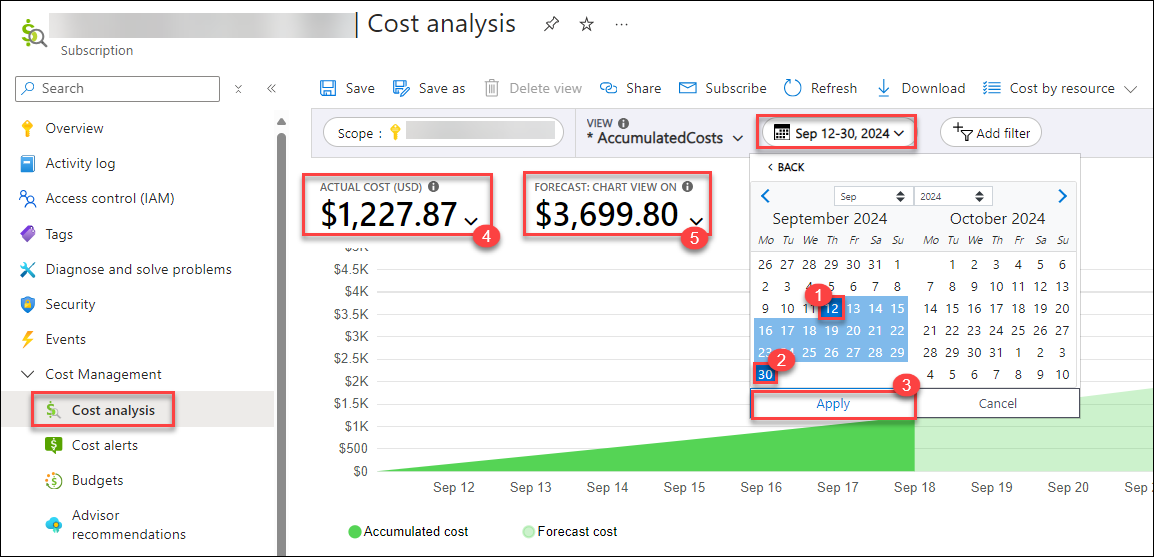 Cost analysis
Subscription
Search
Overview
Activity log
Access control (IAM)
Tags
Diagnose and solve problems
Security
Events
Cost Management
Cost analysis
Cost alerts
Budgets
Advisor
recommendations
Save Save as Delete view Share Subscribe Refresh Download Cost by resource
Scope :
VIEW
* AccumulatedCosts
Sep 12-30, 2024
Add filter
ACTUAL COST (USD)
$1,227.87
4
FORECAST: CHART VIEW ON
$3,699.80
5
BACK
Sep 2024
September 2024
Mo Tu We Th Fr Sa Su
26 27 28 29 30 31 1
2 3 4 5 6 7 8
9 10 11 12 13 14 15
16 17 18 19 20 21 22
23 24 25 26 27 28 29
30
1
2
October 2024
Mo Tu We Th Fr Sa Su
1 2 3 4 5 6
7 8 9 10 11 12 13
14 15 16 17 18 19 20
21 22 23 24 25 26 27
28 29 30 31 1 2 3
4 5 6 7 8 9 10
3
Apply
Cancel
$5K
$4.5K
$4K
$3.5K
$3K
$2.5K
$2K
$1.5K
$1K
$500
$0
Sep 12 Sep 13 Sep 14 Sep 15 Sep 16 Sep 17 Sep 18 Sep 19 Sep 20 Sep
Accumulated cost Forecast cost